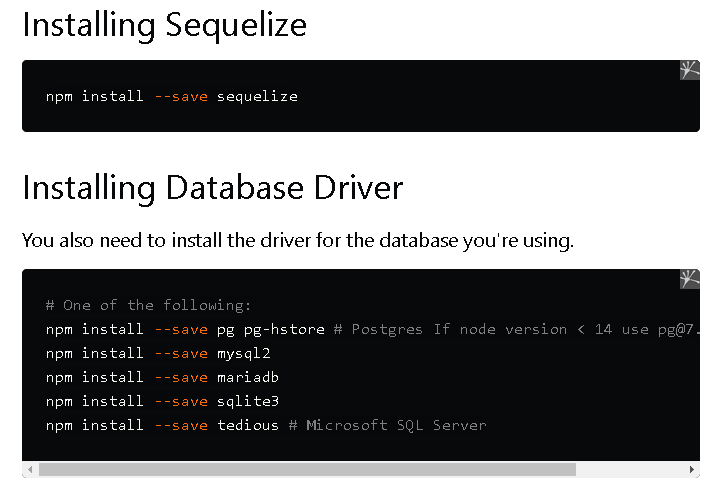 Installing Sequelize
npm install --save sequelize
Installing Database Driver
You also need to install the driver for the database you're using.
# One of the following:
npm install --save pg pg-hstore # Postgres If node version < 14 use pg@7.
npm install --save mysql2
npm install --save mariadb
npm install --save sqlite3
npm install --save tedious # Microsoft SQL Server